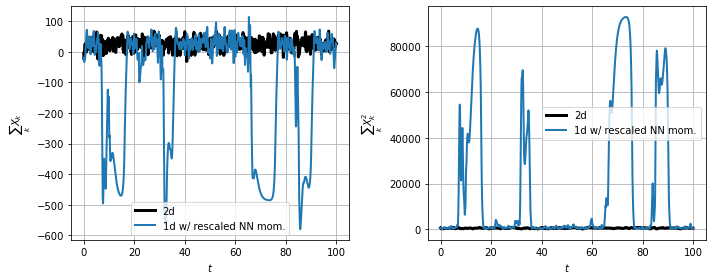 100
0
−100
−200
−300
−400
−500
−600
0 20 40 60 80 100
t
∑ₖ Xₖ
2d
1d w/ rescaled NN mom.
80000
60000
40000
20000
0
0 20 40 60 80 100
t
∑ₖ Xₖ²
2d
1d w/ rescaled NN mom.